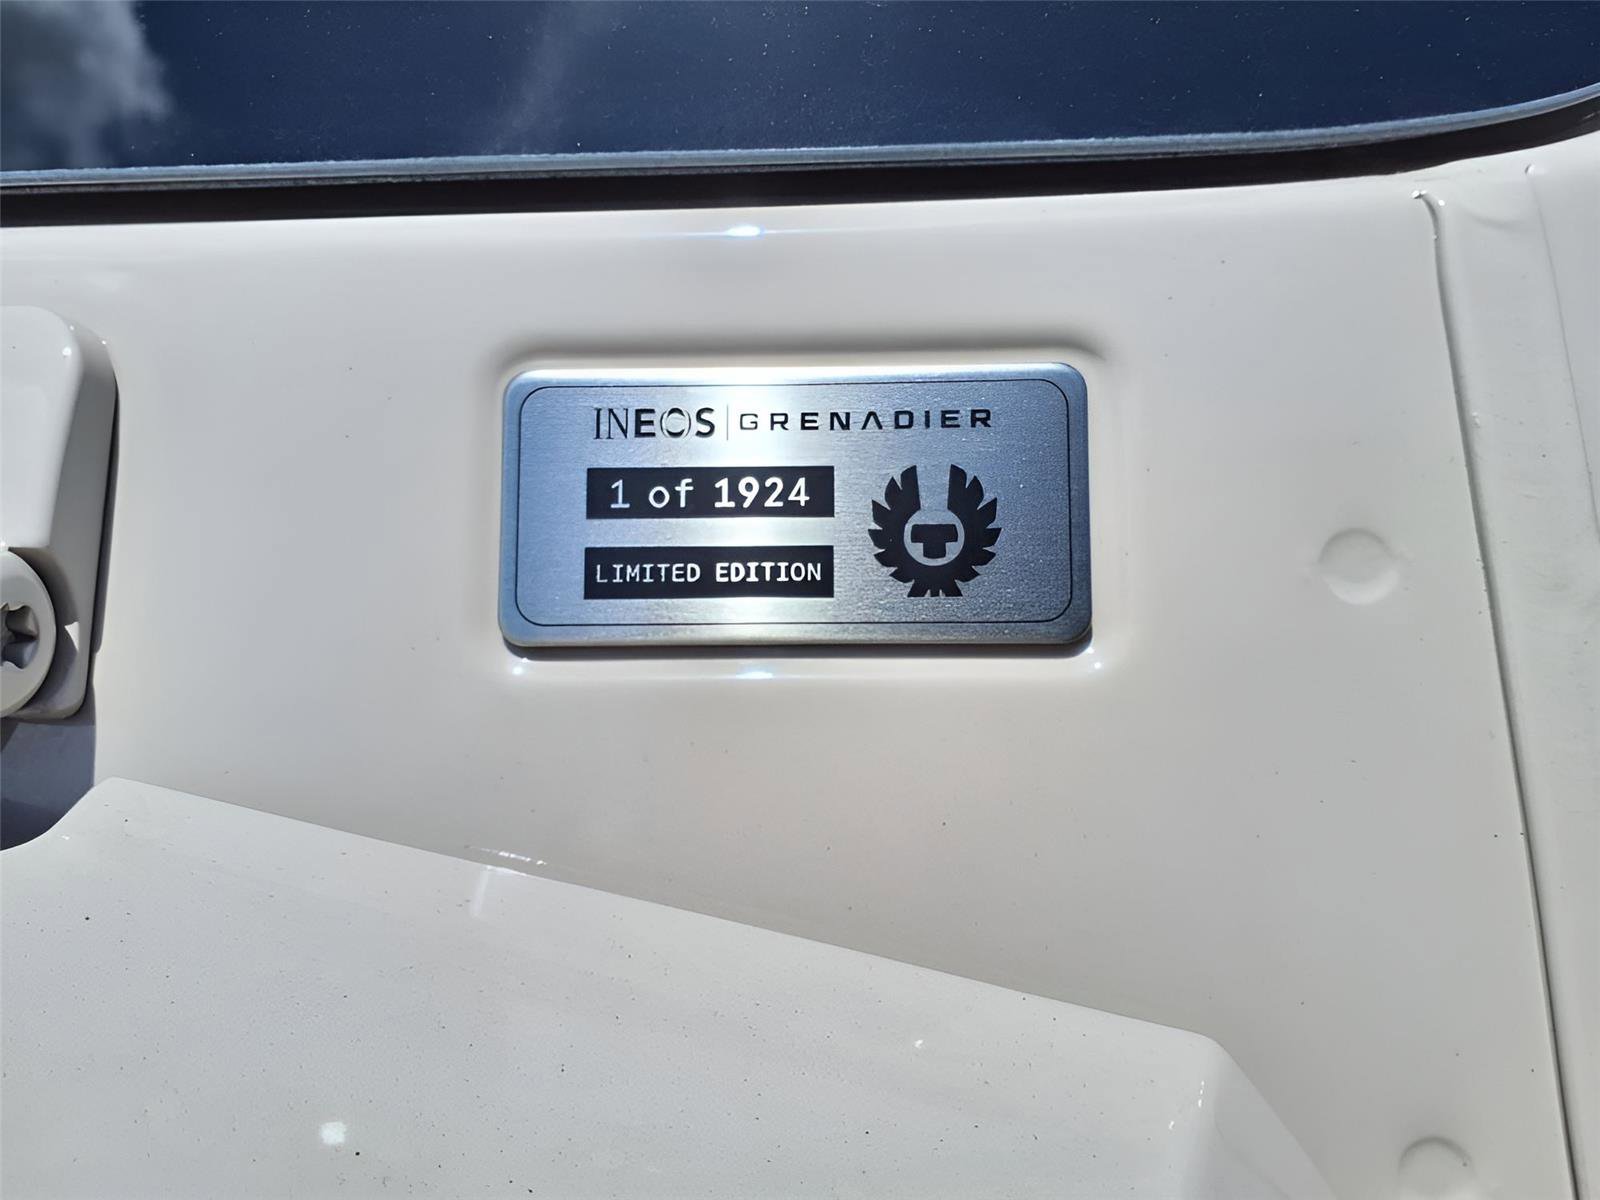 INEOS | GRENADIER
1 of 1924
LIMITED EDITION